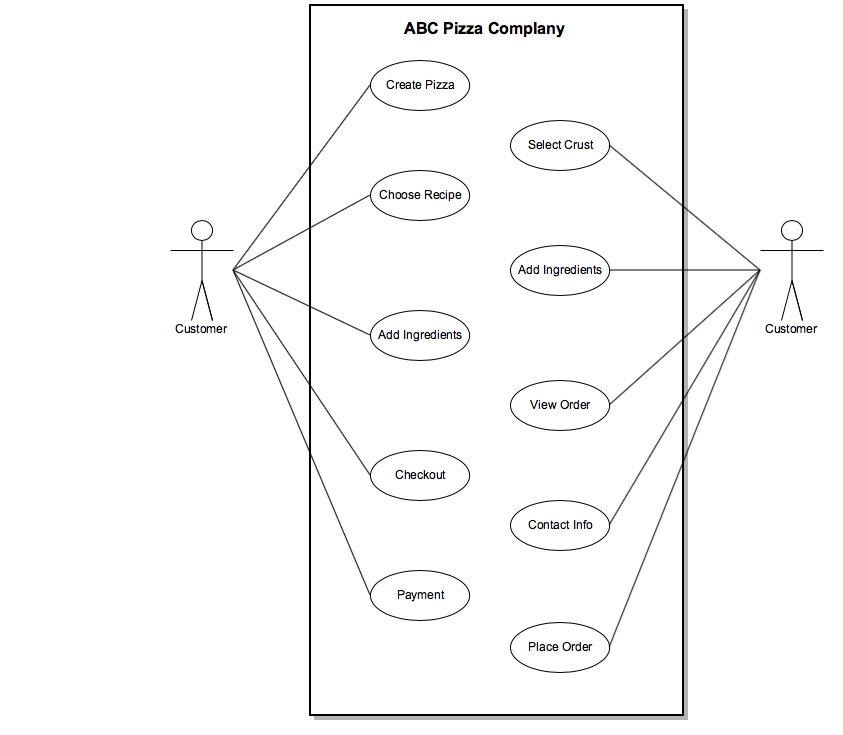 ABC Pizza Complany
Create Pizza
Select Crust
Choose Recipe
Add Ingredients
Customer
Customer
Add Ingredients
View Order
Checkout
Contact Info
Payment
Place Order